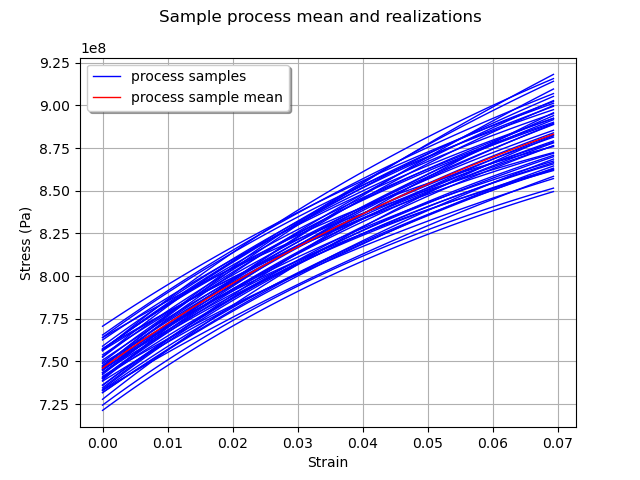 Sample process mean and realizations
1e8
process samples
process sample mean
9.25
9.00
8.75
8.50
8.25
8.00
7.75
7.50
7.25
Stress (Pa)
0.00 0.01 0.02 0.03 0.04 0.05 0.06 0.07
Strain